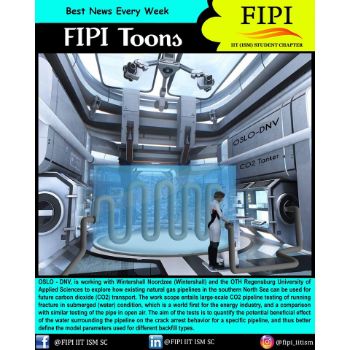 Best News Every Week
FIPI Toons
FIPI
IIT (ISM) STUDENT CHAPTER
OSLO-DNV
CO2 Tanker
OSLO - DNV, is working with Wintershall Noordzee (Wintershall) and the OTH Regensburg University of
Applied Sciences to explore how existing natural gas pipelines in the southern North Sea can be used for
future carbon dioxide (CO2) transport. The work scope entails large-scale CO2 pipeline testing of running
fracture in submerged (water) condition, which is a world first for the energy industry, and a comparison
with similar testing of the pipe in open air. The aim of the tests is to quantify the potential beneficial effect
of the water surrounding the pipeline on the crack arrest behavior for a specific pipeline, and thus better
define the model parameters used for different backfill types.
@FIPI IIT ISM SC
@FIPI IIT ISM SC
@fipi_iitism